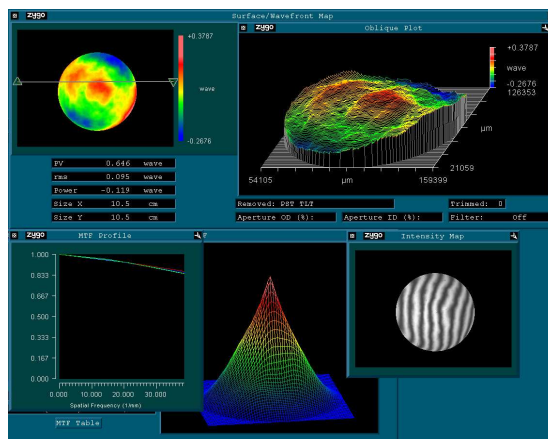 zygo Surface/Wavefront Map
+0.3787
wave
-0.2676
PV 0.646 wave
rms 0.095 wave
Power -0.119 wave
Size X 10.5 cm
Size Y 10.5 cm
zygo Oblique Plot
+0.3787
wave
-0.2676
126353
µm
21059
54105 µm 159399
Removed: PST TLT Trimmed: 0
Aperture OD (%): Aperture ID (%): Filter: Off
zygo MTF Profile
1.000
0.833
0.667
0.500
0.333
0.167
0.000
0.000 10.000 20.000 30.000
Spatial Frequency (1/mm)
MTF Table
zygo Intensity Map